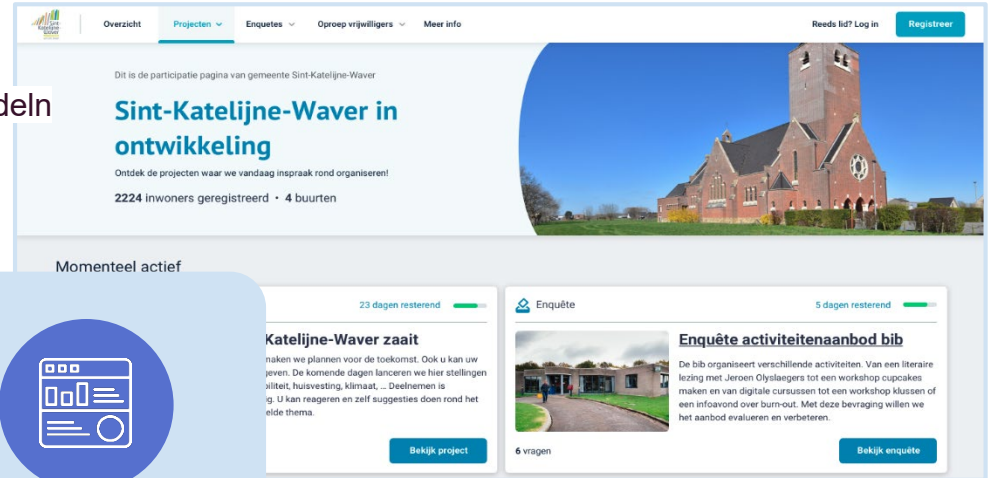 Sint-
Katelijne-
Waver
Overzicht
Projecten
Enquetes
Oproep vrijwilligers
Meer info
Reeds lid? Log in
Registreer
deln
Dit is de participatie pagina van gemeente Sint-Katelijne-Waver
Sint-Katelijne-Waver in
ontwikkeling
Ontdek de projecten waar we vandaag inspraak rond organiseren!
2224 inwoners geregistreerd • 4 buurten
Momenteel actief
23 dagen resterend
Katelijne-Waver zaait
maken we plannen voor de toekomst. Ook u kan uw
geven. De komende dagen lanceren we hier stellingen
biliteit, huisvesting, klimaat, ... Deelnemen is
ig. U kan reageren en zelf suggesties doen rond het
elde thema.
Bekijk project
Enquête
5 dagen resterend
Enquête activiteitenaanbod bib
De bib organiseert verschillende activiteiten. Van een literaire
lezing met Jeroen Olyslaegers tot een workshop cupcakes
maken en van digitale cursussen tot een workshop klussen of
een infoavond over burn-out. Met deze bevraging willen we
het aanbod evalueren en verbeteren.
6 vragen
Bekijk enquête